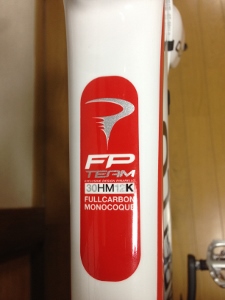 FP
TEAM
30HM12K
FULLCARBON
MONOCOQUE